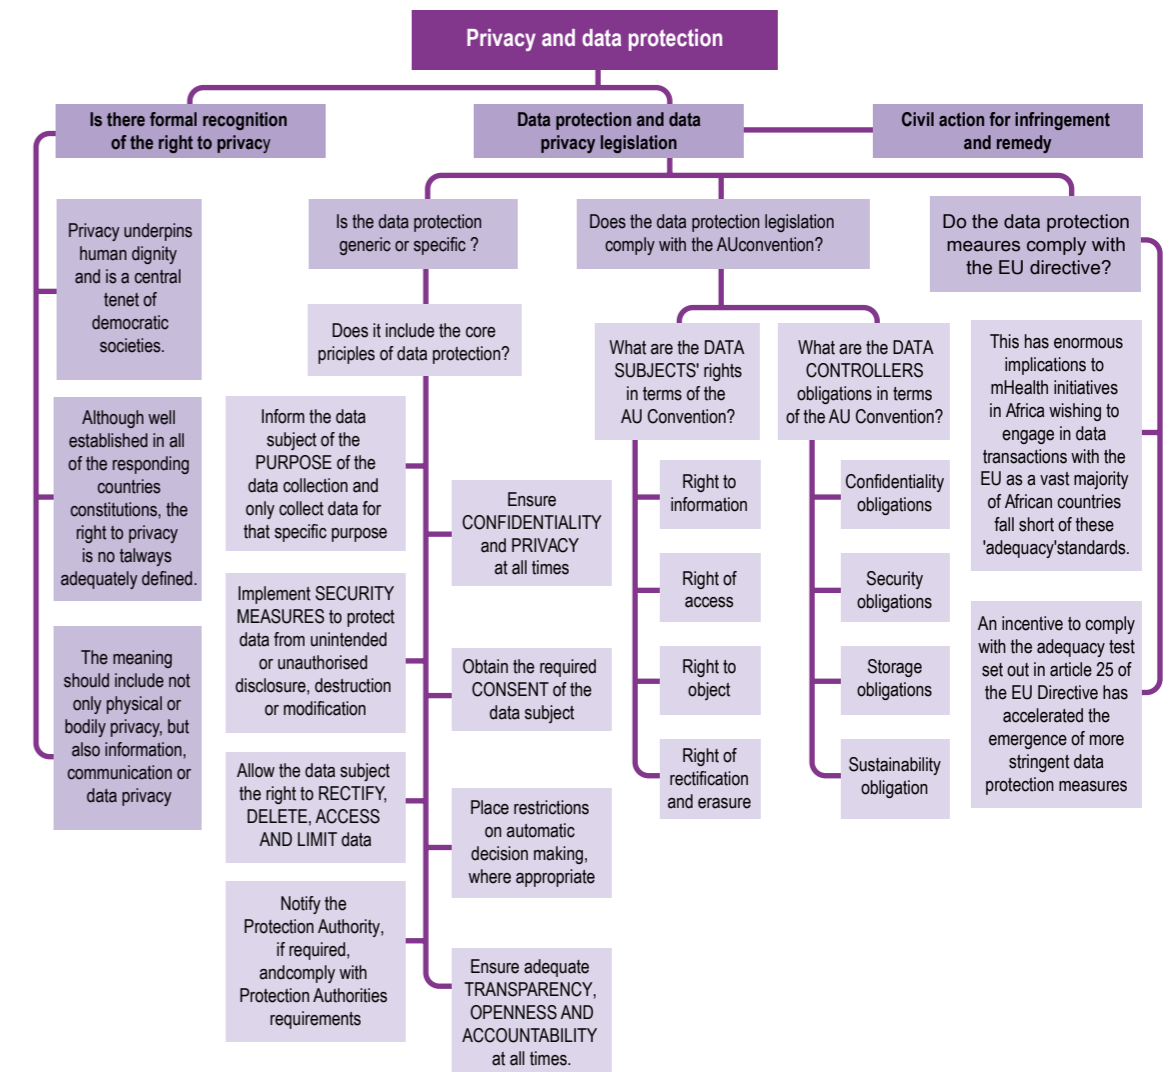 Privacy and data protection
Is there formal recognition
of the right to privacy
Data protection and data
privacy legislation
Civil action for infringement
and remedy
Privacy underpins
human dignity
and is a central
tenet of
democratic
societies.
Although well
established in all
of the responding
countries
constitutions, the
right to privacy
is no talways
adequately defined.
The meaning
should include not
only physical or
bodily privacy, but
also information,
communication or
data privacy
Is the data protection
generic or specific ?
Does it include the core
priciples of data protection?
Inform the data
subject of the
PURPOSE of the
data collection and
only collect data for
that specific purpose
Ensure
CONFIDENTIALITY
and PRIVACY
at all times
Implement SECURITY
MEASURES to protect
data from unintended
or unauthorised
disclosure, destruction
or modification
Obtain the required
CONSENT of the
data subject
Allow the data subject
the right to RECTIFY,
DELETE, ACCESS
AND LIMIT data
Place restrictions
on automatic
decision making,
where appropriate
Notify the
Protection Authority,
if required,
andcomply with
Protection Authorities
requirements
Ensure adequate
TRANSPARENCY,
OPENNESS AND
ACCOUNTABILITY
at all times.
Does the data protection legislation
comply with the AUconvention?
What are the DATA
SUBJECTS' rights
in terms of the
AU Convention?
Right to
information
Right of
access
Right to
object
Right of
rectification
and erasure
What are the DATA
CONTROLLERS
obligations in terms
of the AU Convention?
Confidentiality
obligations
Security
obligations
Storage
obligations
Sustainability
obligation
Do the data protection
meaures comply with
the EU directive?
This has enormous
implications to
mHealth initiatives
in Africa wishing to
engage in data
transactions with the
EU as a vast majority
of African countries
fall short of these
'adequacy'standards.
An incentive to comply
with the adequacy test
set out in article 25 of
the EU Directive has
accelerated the
emergence of more
stringent data
protection measures